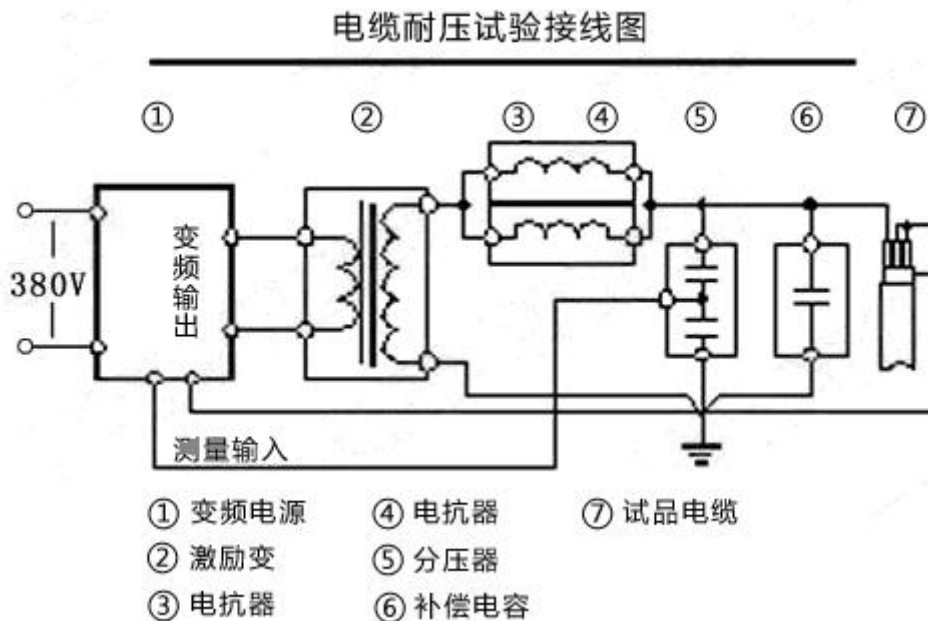 电缆耐压试验接线图
① ② ③ ④ ⑤ ⑥ ⑦
变频输出
380V
测量输入
① 变频电源 ④ 电抗器 ⑦ 试品电缆
② 激励变 ⑤ 分压器
③ 电抗器 ⑥ 补偿电容